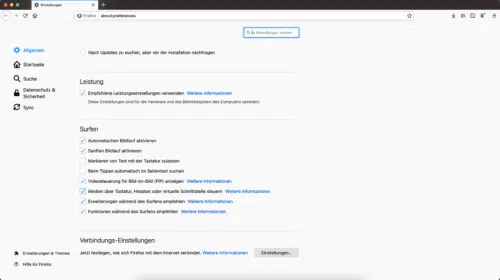 Einstellungen
Firefox
about:preferences
Einstellungen suchen
Allgemein
Startseite
Suche
Datenschutz &
Sicherheit
Sync
Nach Updates zu suchen, aber vor der Installation nachfragen
Leistung
Empfohlene Leistungseinstellungen verwenden Weitere Informationen
Diese Einstellungen sind für die Hardware und das Betriebssystem des Computers optimiert.
Surfen
Automatischen Bildlauf aktivieren
Sanften Bildlauf aktivieren
Markieren von Text mit der Tastatur zulassen
Beim Tippen automatisch im Seitentext suchen
Videosteuerung für Bild-im-Bild (PIP) anzeigen Weitere Informationen
Medien über Tastatur, Headset oder virtuelle Schnittstelle steuern Weitere Informationen
Erweiterungen während des Surfens empfehlen Weitere Informationen
Funktionen während des Surfens empfehlen Weitere Informationen
Verbindungs-Einstellungen
Jetzt festlegen, wie sich Firefox mit dem Internet verbindet. Weitere Informationen Einstellungen...
Erweiterungen & Themes
Hilfe für Firefox